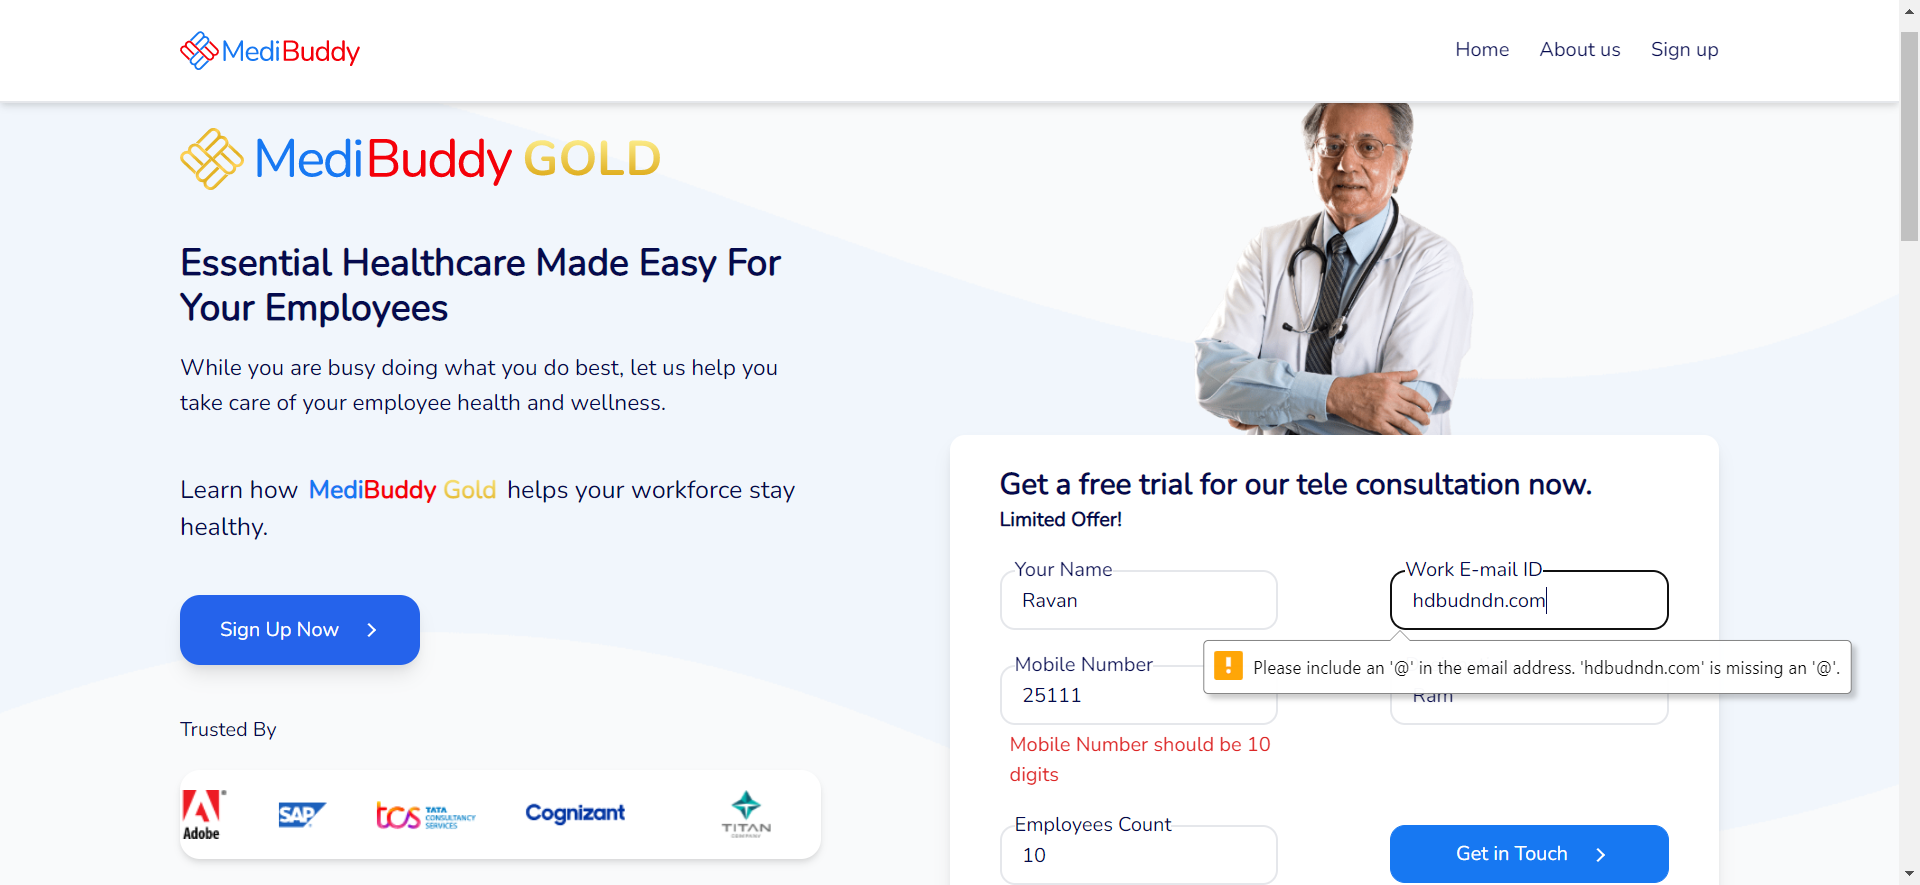 MediBuddy
Home
About us
Sign up
MediBuddy GOLD
Essential Healthcare Made Easy For
Your Employees
While you are busy doing what you do best, let us help you
take care of your employee health and wellness.
Learn how MediBuddy Gold helps your workforce stay
healthy.
Sign Up Now
Trusted By
Adobe
SAP
tcs TATA
CONSULTANCY
SERVICES
Cognizant
TITAN
COMPANY
Get a free trial for our tele consultation now.
Limited Offer!
Your Name
Ravan
Work E-mail ID
hdbudndn.com
Please include an '@' in the email address. 'hdbudndn.com' is missing an '@'.
Mobile Number
25111
Ram
Mobile Number should be 10
digits
Employees Count
10
Get in Touch